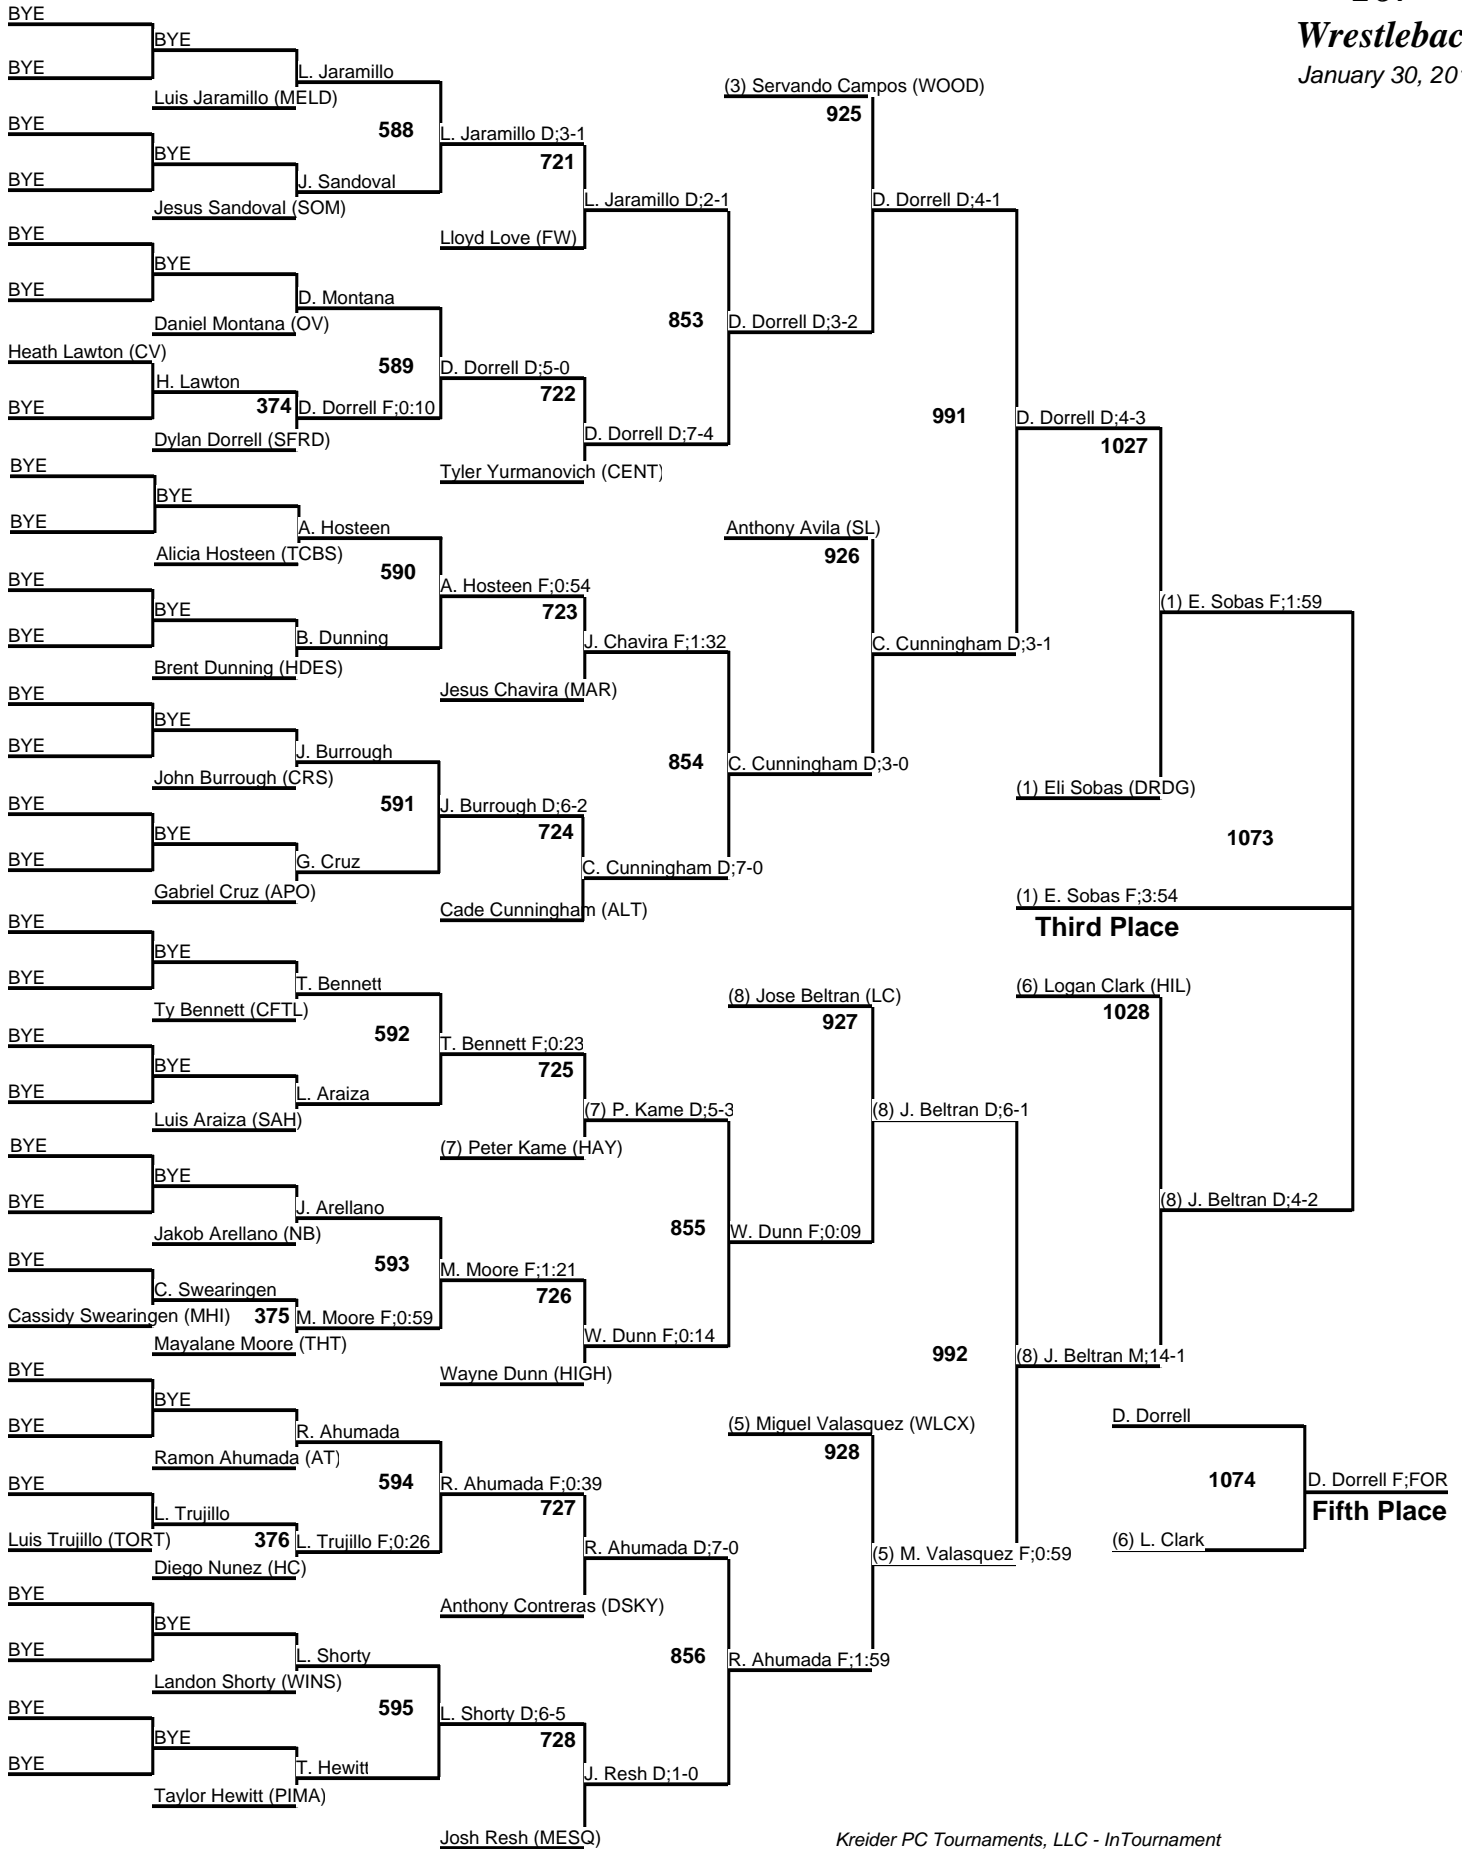 Wrestlebac
January 30, 201
BYE
BYE
BYE
L. Jaramillo
Luis Jaramillo (MELD)
(3) Servando Campos (WOOD)
925
588
BYE
L. Jaramillo D;3-1
721
BYE
BYE
J. Sandoval
Jesus Sandoval (SOM)
L. Jaramillo D;2-1
D. Dorrell D;4-1
BYE
Lloyd Love (FW)
BYE
BYE
D. Montana
Daniel Montana (OV)
853
D. Dorrell D;3-2
Heath Lawton (CV)
589
D. Dorrell D;5-0
722
H. Lawton
BYE
374
D. Dorrell F;0:10
991
D. Dorrell D;4-3
1027
Dylan Dorrell (SFRD)
D. Dorrell D;7-4
BYE
Tyler Yurmanovich (CENT)
BYE
BYE
A. Hosteen
Anthony Avila (SL)
926
Alicia Hosteen (TCBS)
590
BYE
A. Hosteen F;0:54
723
(1) E. Sobas F;1:59
BYE
BYE
B. Dunning
J. Chavira F;1:32
C. Cunningham D;3-1
Brent Dunning (HDES)
Jesus Chavira (MAR)
BYE
BYE
BYE
J. Burrough
John Burrough (CRS)
854
C. Cunningham D;3-0
(1) Eli Sobas (DRDG)
BYE
591
J. Burrough D;6-2
724
BYE
1073
BYE
G. Cruz
C. Cunningham D;7-0
Gabriel Cruz (APO)
(1) E. Sobas F;3:54
Third Place
Cade Cunningham (ALT)
BYE
BYE
BYE
T. Bennett
(6) Logan Clark (HIL)
1028
Ty Bennett (CFTL)
(8) Jose Beltran (LC)
927
592
BYE
T. Bennett F;0:23
725
BYE
BYE
L. Araiza
Luis Araiza (SAH)
(7) P. Kame D;5-3
(8) J. Beltran D;6-1
BYE
(7) Peter Kame (HAY)
BYE
BYE
J. Arellano
(8) J. Beltran D;4-2
Jakob Arellano (NB)
855
W. Dunn F;0:09
BYE
593
M. Moore F;1:21
726
C. Swearingen
Cassidy Swearingen (MHI)
375
M. Moore F;0:59
Mayalane Moore (THT)
W. Dunn F;0:14
992
(8) J. Beltran M;14-1
BYE
Wayne Dunn (HIGH)
BYE
BYE
R. Ahumada
(5) Miguel Valasquez (WLCX)
928
D. Dorrell
Ramon Ahumada (AT)
594
BYE
R. Ahumada F;0:39
727
1074
D. Dorrell F;FOR
Fifth Place
L. Trujillo
Luis Trujillo (TORT)
376
L. Trujillo F;0:26
Diego Nunez (HC)
R. Ahumada D;7-0
(5) M. Valasquez F;0:59
(6) L. Clark
BYE
Anthony Contreras (DSKY)
BYE
BYE
L. Shorty
Landon Shorty (WINS)
856
R. Ahumada F;1:59
BYE
595
L. Shorty D;6-5
728
BYE
BYE
T. Hewitt
J. Resh D;1-0
Taylor Hewitt (PIMA)
Josh Resh (MESQ)
Kreider PC Tournaments, LLC - InTournament